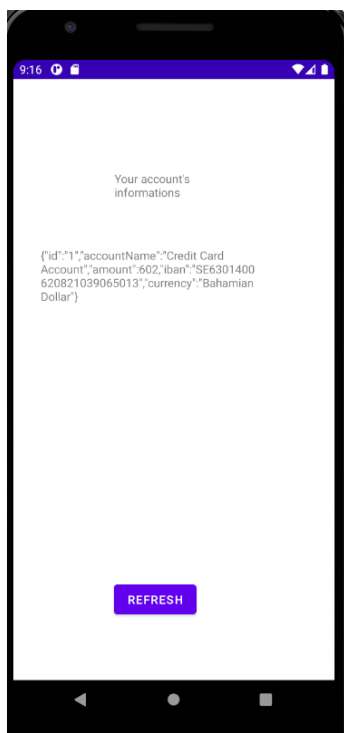 9:16
Your account's
informations
{"id":"1","accountName":"Credit Card
Account","amount":602,"iban":"SE6301400
620821039065013","currency":"Bahamian
Dollar"}
REFRESH